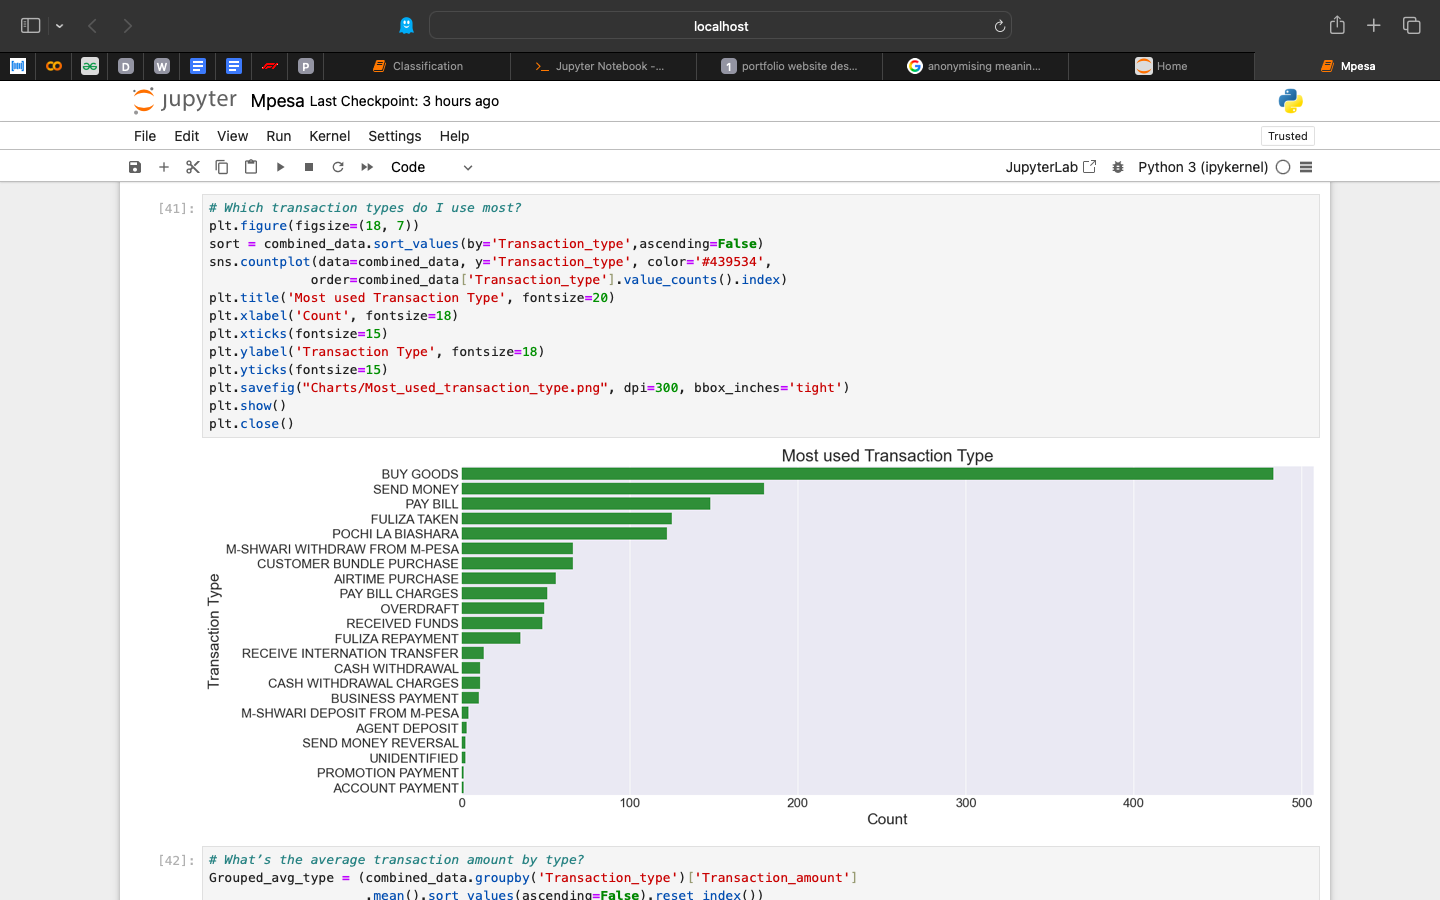 localhost
D
W
P
Classification
Jupyter Notebook -...
1 portfolio website des...
anonymising meanin...
Home
Mpesa
jupyter Mpesa Last Checkpoint: 3 hours ago
File Edit View Run Kernel Settings Help
Trusted
Code
JupyterLab
Python 3 (ipykernel)
[41]:
# Which transaction types do I use most?
plt.figure(figsize=(18, 7))
sort = combined_data.sort_values(by='Transaction_type',ascending=False)
sns.countplot(data=combined_data, y='Transaction_type', color='#439534',
order=combined_data['Transaction_type'].value_counts().index)
plt.title('Most used Transaction Type', fontsize=20)
plt.xlabel('Count', fontsize=18)
plt.xticks(fontsize=15)
plt.ylabel('Transaction Type', fontsize=18)
plt.yticks(fontsize=15)
plt.savefig("Charts/Most_used_transaction_type.png", dpi=300, bbox_inches='tight')
plt.show()
plt.close()
Most used Transaction Type
Transaction Type
BUY GOODS
SEND MONEY
PAY BILL
FULIZA TAKEN
POCHI LA BIASHARA
M-SHWARI WITHDRAW FROM M-PESA
CUSTOMER BUNDLE PURCHASE
AIRTIME PURCHASE
PAY BILL CHARGES
OVERDRAFT
RECEIVED FUNDS
FULIZA REPAYMENT
RECEIVE INTERNATION TRANSFER
CASH WITHDRAWAL
CASH WITHDRAWAL CHARGES
BUSINESS PAYMENT
M-SHWARI DEPOSIT FROM M-PESA
AGENT DEPOSIT
SEND MONEY REVERSAL
UNIDENTIFIED
PROMOTION PAYMENT
ACCOUNT PAYMENT
0 100 200 300 400 500
Count
[42]:
# What's the average transaction amount by type?
Grouped_avg_type = (combined_data.groupby('Transaction_type')['Transaction_amount']
.mean().sort_values(ascending=False).reset_index())